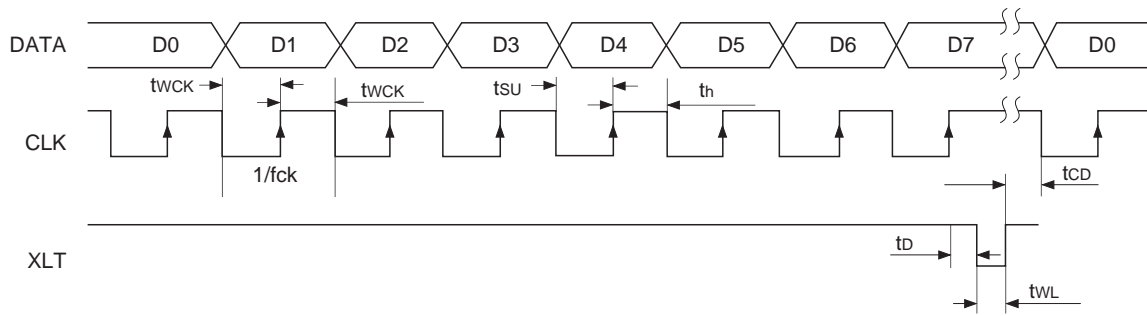 DATA D0 D1 D2 D3 D4 D5 D6 D7 D0
tWCK tWCK tSU th
CLK
1/fck tCD
XLT tD
tWL